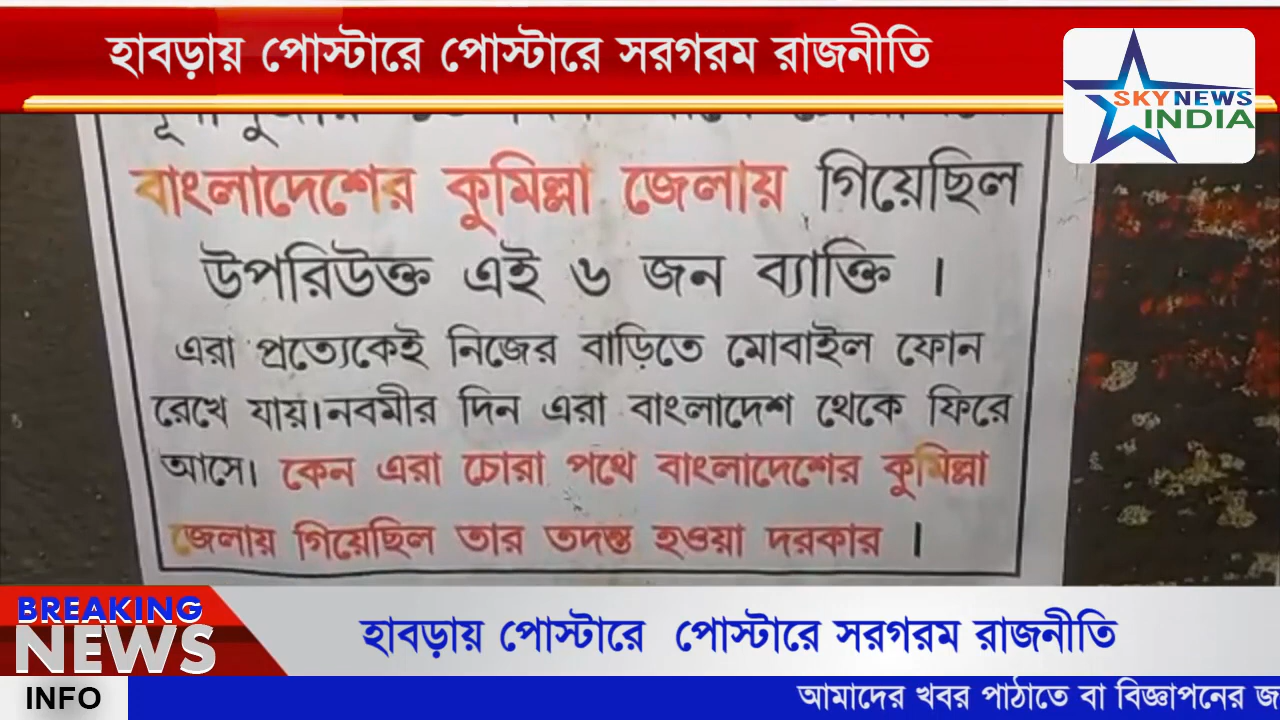 হাবড়ায় পোস্টারে পোস্টারে সরগরম রাজনীতি
SKY NEWS
INDIA
বাংলাদেশের কুমিল্লা জেলায় গিয়েছিল
উপরিউক্ত এই ৬ জন ব্যাক্তি ।
এরা প্রত্যেকেই নিজের বাড়িতে মোবাইল ফোন
রেখে যায়।নবমীর দিন এরা বাংলাদেশ থেকে ফিরে
আসে। কেন এরা চোরা পথে বাংলাদেশের কুমিল্লা
জেলায় গিয়েছিল তার তদন্ত হওয়া দরকার ।
BREAKING
NEWS
হাবড়ায় পোস্টারে পোস্টারে সরগরম রাজনীতি
INFO
আমাদের খবর পাঠাতে বা বিজ্ঞাপনের জ